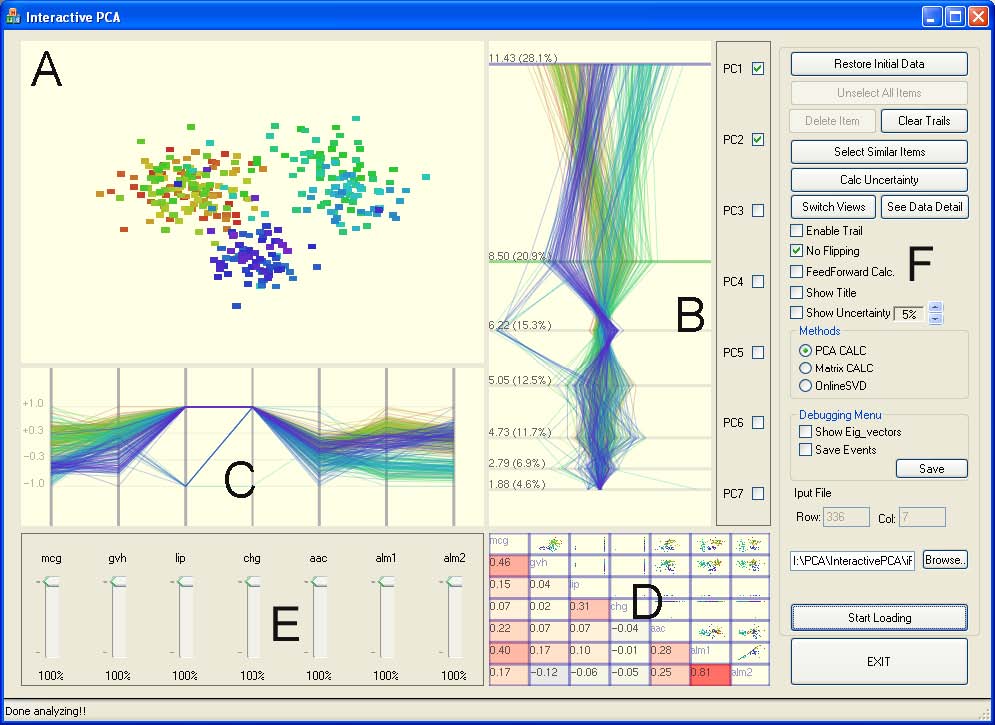 Interactive PCA
A
B
C
D
E
F
11.43 (28.1%)
8.50 (20.9%)
6.22 (15.3%)
5.05 (12.5%)
4.73 (11.7%)
2.79 (6.9%)
1.88 (4.6%)
PC1
PC2
PC3
PC4
PC5
PC6
PC7
+1.0
+0.3
−0.3
−1.0
mcg gvh lip chg aac alm1 alm2
100% 100% 100% 100% 100% 100% 100%
mcg
0.46 gvh
0.15 0.04 lip
0.07 0.02 0.31 chg
0.22 0.07 0.07 −0.04 aac
0.40 0.17 0.10 −0.01 0.28 alm1
0.17 −0.12 −0.06 −0.05 0.25 0.81 alm2
Restore Initial Data
Unselect All Items
Delete Item Clear Trails
Select Similar Items
Calc Uncertainty
Switch Views See Data Detail
Enable Trail
No Flipping
FeedForward Calc.
Show Title
Show Uncertainty 5%
Methods
PCA CALC
Matrix CALC
OnlineSVD
Debugging Menu
Show Eig_vectors
Save Events
Save
Iput File
Row: 336 Col: 7
I:\PCA\InteractivePCA\iF Browse..
Start Loading
EXIT
Done analyzing!!